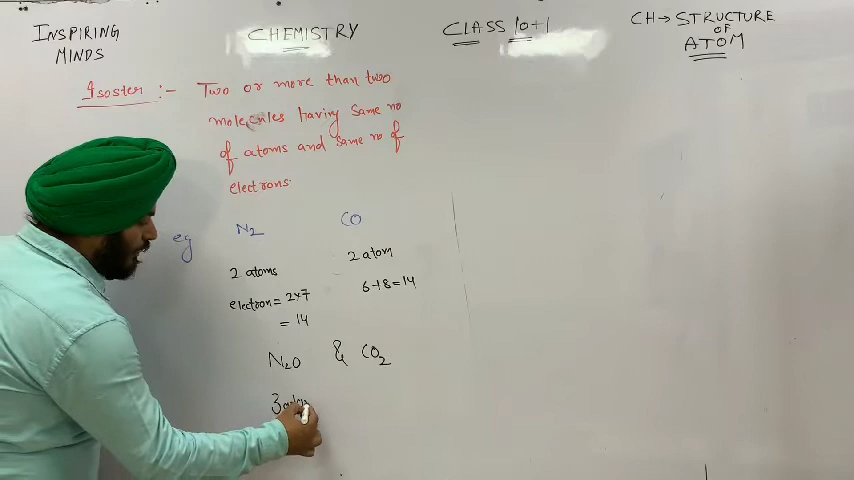 INSPIRING
MINDS
CHEMISTRY
CLASS 10+1
CH→ STRUCTURE
OF
ATOM
Isoster :- Two or more than two
molecules having same no
of atoms and same no of
electrons.
eg N2 CO
2 atoms 2 atom
electron = 2x7 6+8=14
= 14
N2O & CO2
3